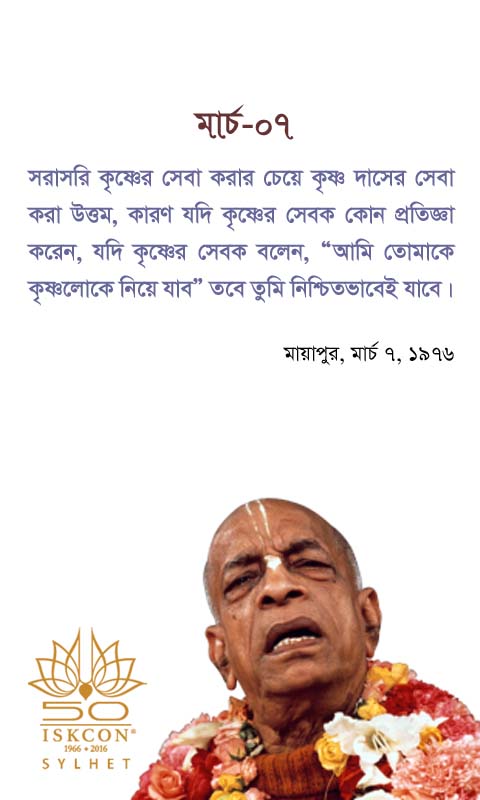 মার্চ-০৭
সরাসরি কৃষ্ণের সেবা করার চেয়ে কৃষ্ণ দাসের সেবা
করা উত্তম, কারণ যদি কৃষ্ণের সেবক কোন প্রতিজ্ঞা
করেন, যদি কৃষ্ণের সেবক বলেন, “আমি তোমাকে
কৃষ্ণলোকে নিয়ে যাব” তবে তুমি নিশ্চিতভাবেই যাবে।
মায়াপুর, মার্চ ৭, ১৯৭৬
50
ISKCON®
1966 • 2016
SYLHET